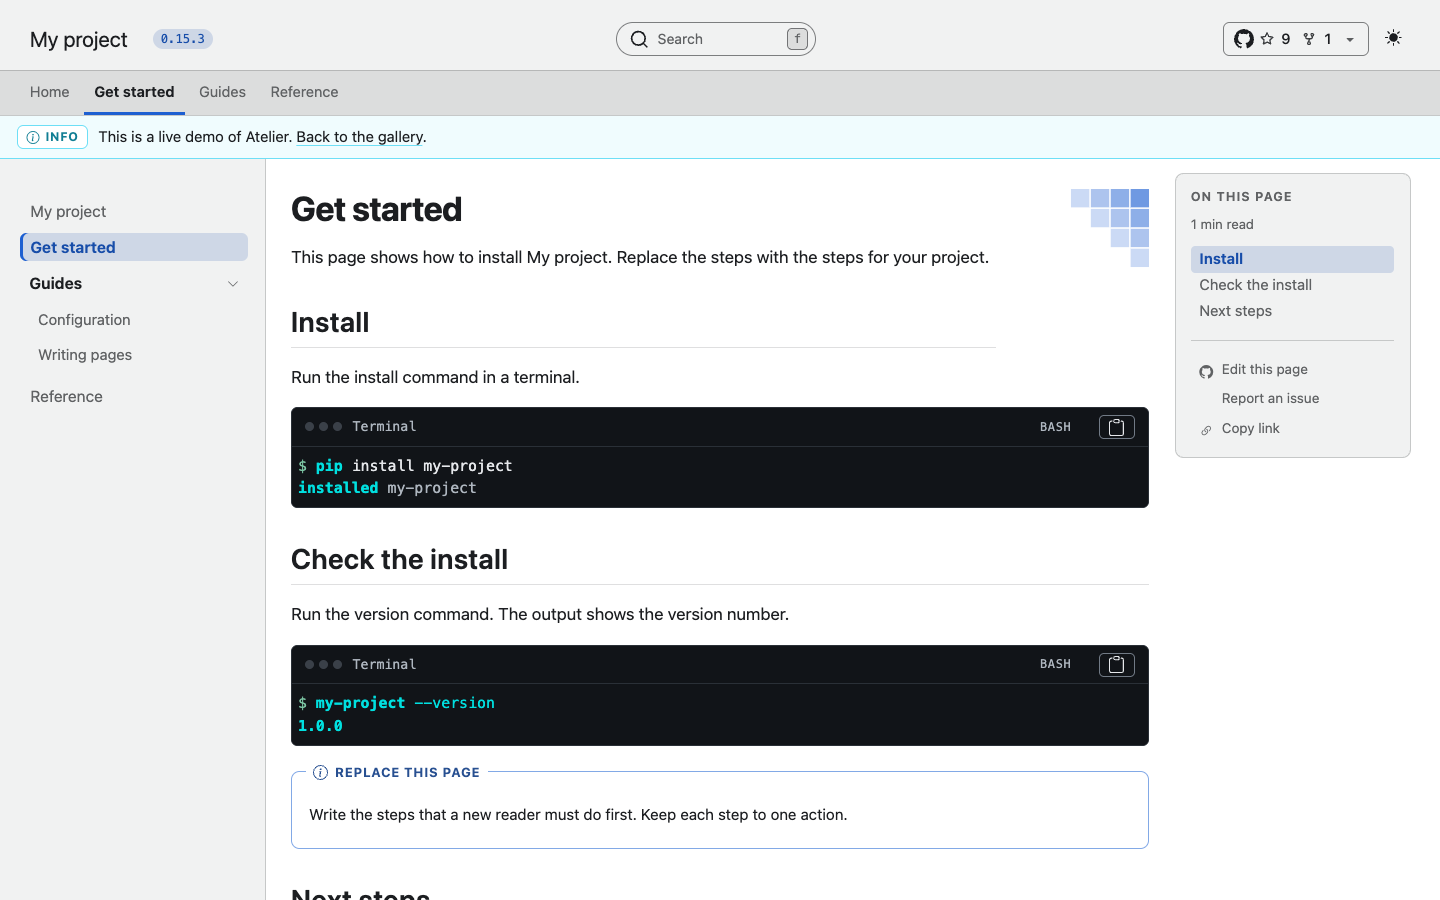 My project
0.15.3
Search
f
9
1
Home
Get started
Guides
Reference
INFO
This is a live demo of Atelier. Back to the gallery.
My project
Get started
Guides
Configuration
Writing pages
Reference
Get started
This page shows how to install My project. Replace the steps with the steps for your project.
Install
Run the install command in a terminal.
Terminal
BASH
$ pip install my-project
installed my-project
Check the install
Run the version command. The output shows the version number.
Terminal
BASH
$ my-project --version
1.0.0
REPLACE THIS PAGE
Write the steps that a new reader must do first. Keep each step to one action.
Next steps
ON THIS PAGE
1 min read
Install
Check the install
Next steps
Edit this page
Report an issue
Copy link